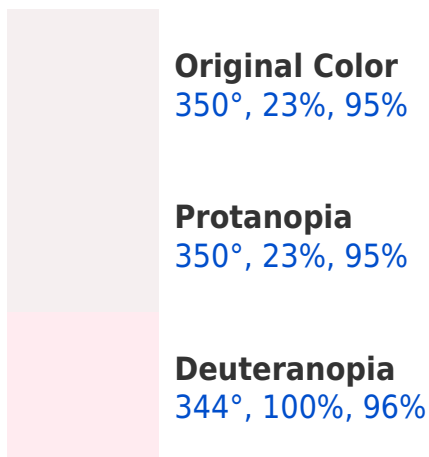 Original Color
350°, 23%, 95%
Protanopia
350°, 23%, 95%
Deuteranopia
344°, 100%, 96%